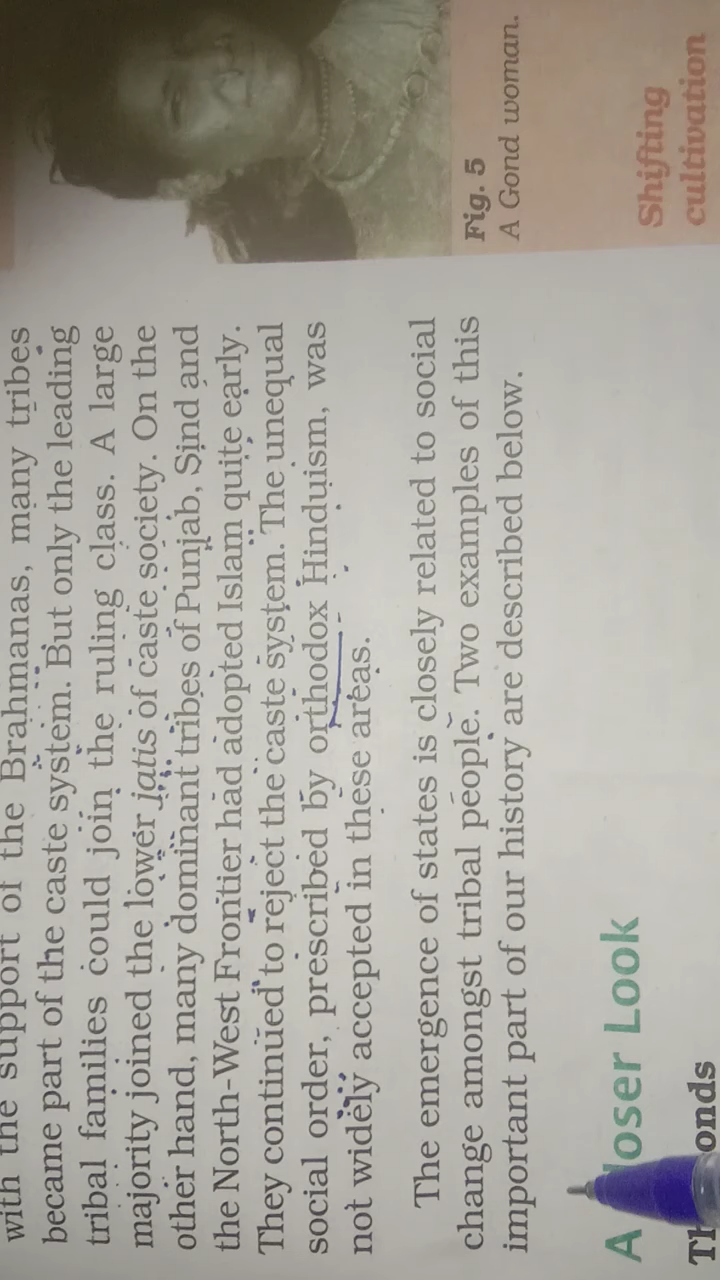 with the support of the Brahmanas, many tribes
became part of the caste system. But only the leading
tribal families could join the ruling class. A large
majority joined the lower jatis of caste society. On the
other hand, many dominant tribes of Punjab, Sind and
the North-West Frontier had adopted Islam quite early.
They continued to reject the caste system. The unequal
social order, prescribed by orthodox Hinduism, was
not widely accepted in these areas.
The emergence of states is closely related to social
change amongst tribal people. Two examples of this
important part of our history are described below.
A loser Look
onds
Fig. 5
A Gond woman.
Shifting
cultivation